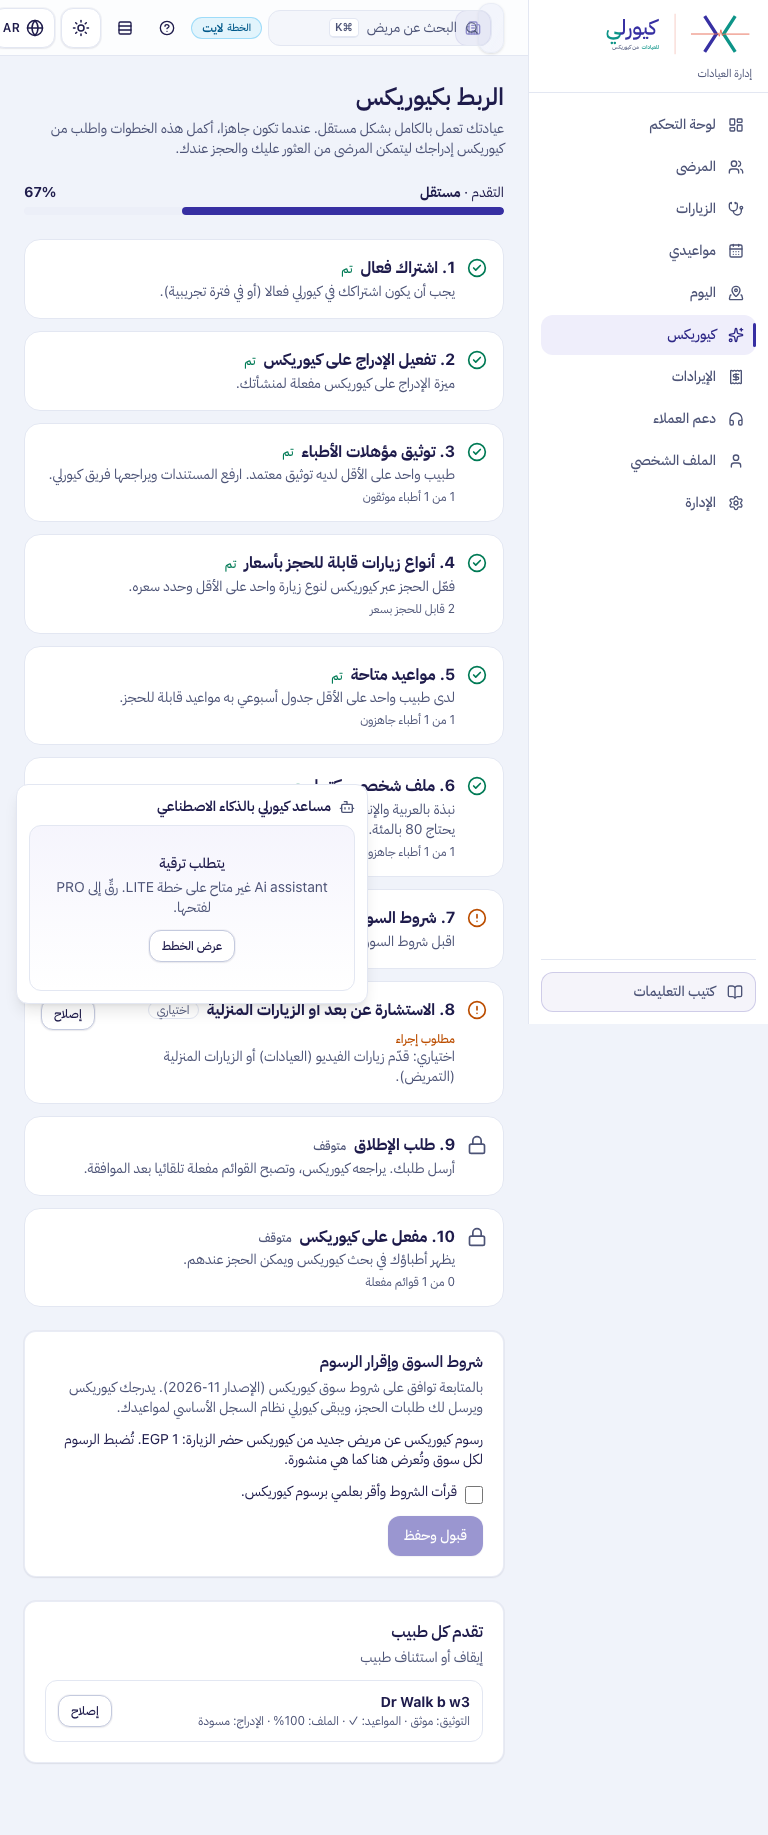 كيورلي
للعيادات من كيوريكس
إدارة العيادات
لوحة التحكم
المرضى
الزيارات
مواعيدي
اليوم
كيوريكس
الإيرادات
دعم العملاء
الملف الشخصي
الإدارة
كتيب التعليمات
البحث عن مريض
⌘K
الخطة لايت
AR
الربط بكيوريكس
عيادتك تعمل بالكامل بشكل مستقل. عندما تكون جاهزا، أكمل هذه الخطوات واطلب من
كيوريكس إدراجك ليتمكن المرضى من العثور عليك والحجز عندك.
التقدم · مستقل
67%
1. اشتراك فعال تم
يجب أن يكون اشتراكك في كيورلي فعالا (أو في فترة تجريبية).
2. تفعيل الإدراج على كيوريكس تم
ميزة الإدراج على كيوريكس مفعلة لمنشأتك.
3. توثيق مؤهلات الأطباء تم
طبيب واحد على الأقل لديه توثيق معتمد. ارفع المستندات ويراجعها فريق كيورلي.
1 من 1 أطباء موثقون
4. أنواع زيارات قابلة للحجز بأسعار تم
فعّل الحجز عبر كيوريكس لنوع زيارة واحد على الأقل وحدد سعره.
2 قابل للحجز بسعر
5. مواعيد متاحة تم
لدى طبيب واحد على الأقل جدول أسبوعي به مواعيد قابلة للحجز.
1 من 1 أطباء جاهزون
6. ملف شخصي
نبذة بالعربية
يحتاج 80 بالمئة.
1 من 1 أطباء جاهزون
مساعد كيورلي بالذكاء الاصطناعي
يتطلب ترقية
Ai assistant غير متاح على خطة LITE. رقِّ إلى PRO
لفتحها.
عرض الخطط
7. شروط
اقبل شروط
8. الاستشارة عن بعد أو الزيارات المنزلية اختياري
إصلاح
مطلوب إجراء
اختياري: قدّم زيارات الفيديو (العيادات) أو الزيارات المنزلية
(التمريض).
9. طلب الإطلاق متوقف
أرسل طلبك. يراجعه كيوريكس، وتصبح القوائم مفعلة تلقائيا بعد الموافقة.
10. مفعل على كيوريكس متوقف
يظهر أطباؤك في بحث كيوريكس ويمكن الحجز عندهم.
0 من 1 قوائم مفعلة
شروط السوق وإقرار الرسوم
بالمتابعة توافق على شروط سوق كيوريكس (الإصدار 11-2026). يدرجك كيوريكس
ويرسل لك طلبات الحجز، ويبقى كيورلي نظام السجل الأساسي لمواعيدك.
رسوم كيوريكس عن مريض جديد من كيوريكس حضر الزيارة: EGP 1. تُضبط الرسوم
لكل سوق وتُعرض هنا كما هي منشورة.
قرأت الشروط وأقر بعلمي برسوم كيوريكس.
قبول وحفظ
تقدم كل طبيب
إيقاف أو استئناف طبيب
Dr Walk b w3
التوثيق: موثق · المواعيد: ✓ · الملف: 100% · الإدراج: مسودة
إصلاح